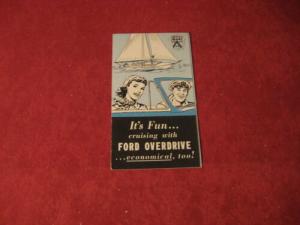 It's Fun...
cruising with
FORD OVERDRIVE
...economical, too!